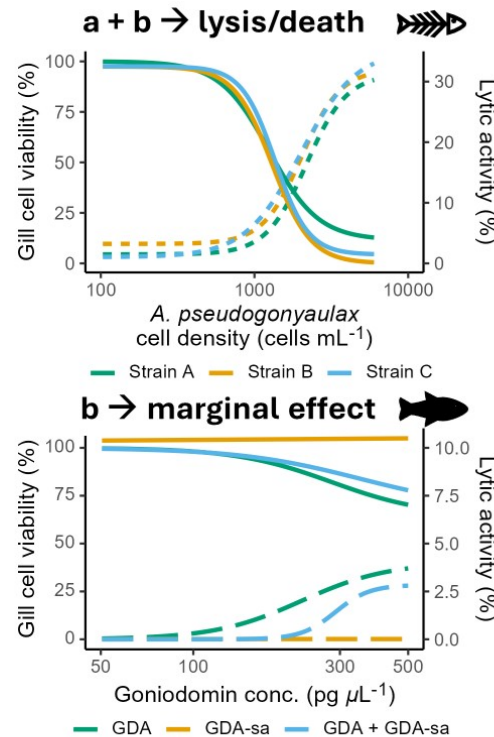 a + b → lysis/death
Gill cell viability (%)
100
75
50
25
0
30
20
10
0
Lytic activity (%)
100
1000
10000
A. pseudogonyaulax
cell density (cells mL⁻¹)
Strain A
Strain B
Strain C
b → marginal effect
Gill cell viability (%)
100
75
50
25
0
10.0
7.5
5.0
2.5
0.0
Lytic activity (%)
50
100
300
500
Goniodomin conc. (pg μL⁻¹)
GDA
GDA-sa
GDA + GDA-sa